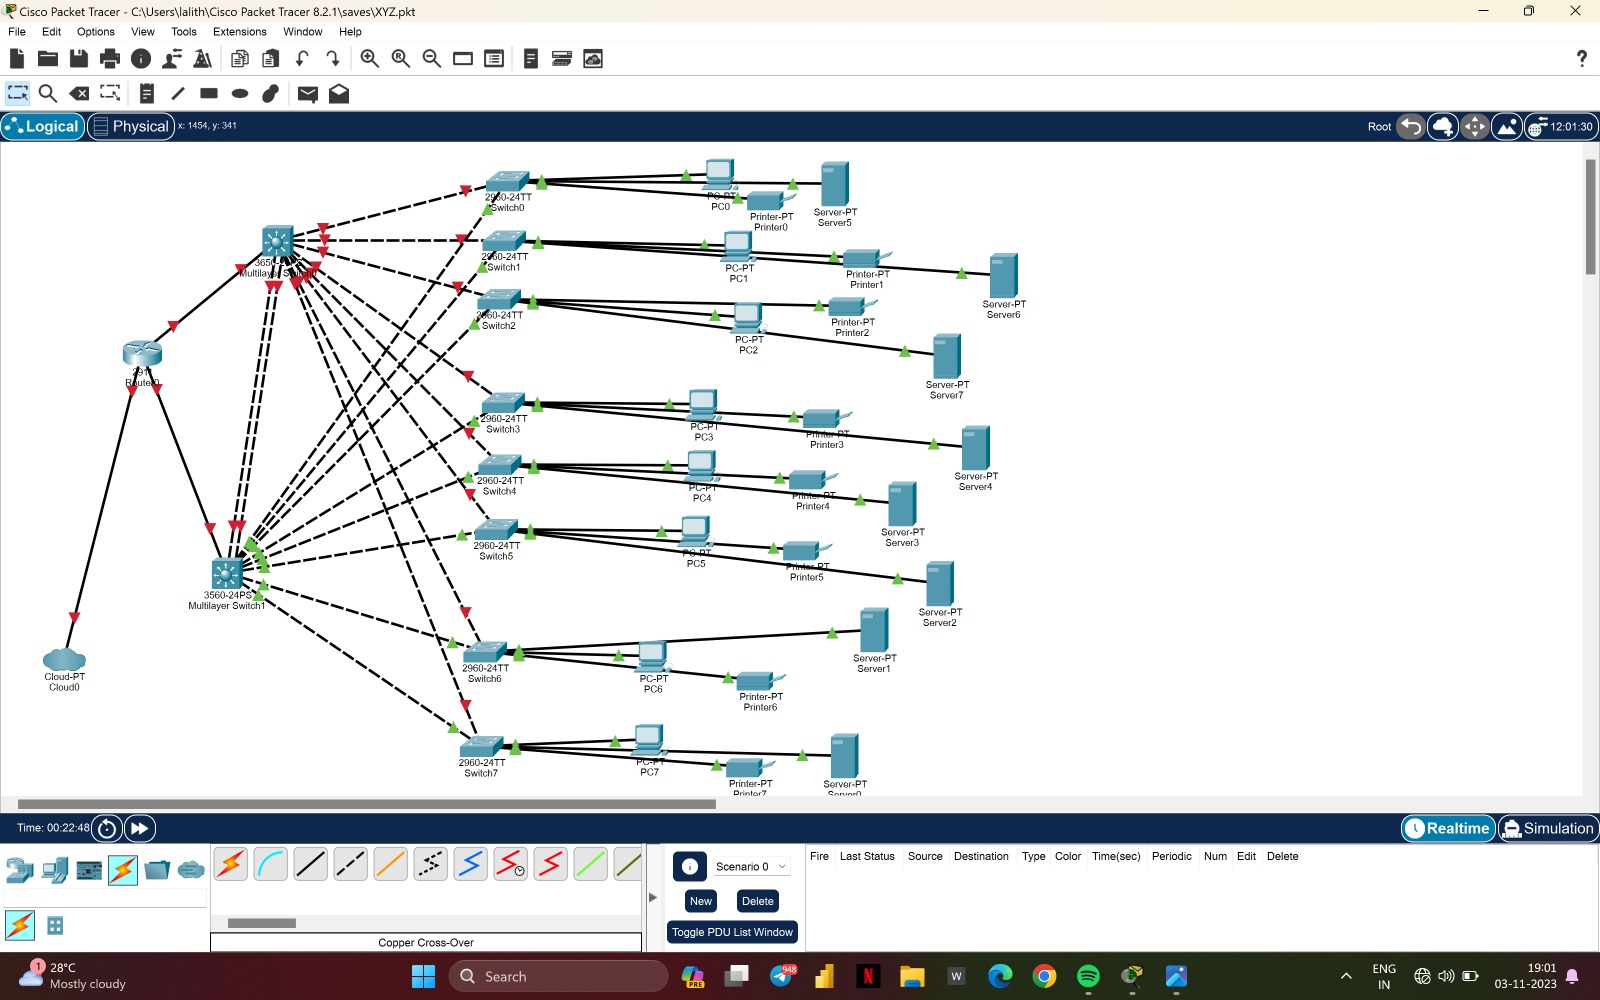 Cisco Packet Tracer - C:\Users\lalith\Cisco Packet Tracer 8.2.1\saves\XYZ.pkt
File Edit Options View Tools Extensions Window Help
Logical Physical x: 1454, y: 341
Root 12:01:30
2960-24TT
Switch0
PC-PT
PC0
Printer-PT
Printer0
Server-PT
Server5
Multilayer Switch0
2960-24TT
Switch1
PC-PT
PC1
Printer-PT
Printer1
Server-PT
Server6
2960-24TT
Switch2
PC-PT
PC2
Printer-PT
Printer2
Server-PT
Server7
Router0
2960-24TT
Switch3
PC-PT
PC3
Printer-PT
Printer3
Server-PT
Server4
2960-24TT
Switch4
PC-PT
PC4
Printer-PT
Printer4
Server-PT
Server3
2960-24TT
Switch5
PC-PT
PC5
Printer-PT
Printer5
Server-PT
Server2
3560-24PS
Multilayer Switch1
2960-24TT
Switch6
PC-PT
PC6
Printer-PT
Printer6
Server-PT
Server1
Cloud-PT
Cloud0
2960-24TT
Switch7
PC-PT
PC7
Printer-PT
Printer7
Server-PT
Server0
Time: 00:22:48
Realtime Simulation
Scenario 0
New Delete
Toggle PDU List Window
Fire Last Status Source Destination Type Color Time(sec) Periodic Num Edit Delete
Copper Cross-Over
1
28°C
Mostly cloudy
Search
PRE
948
N
W
ENG
IN
19:01
03-11-2023